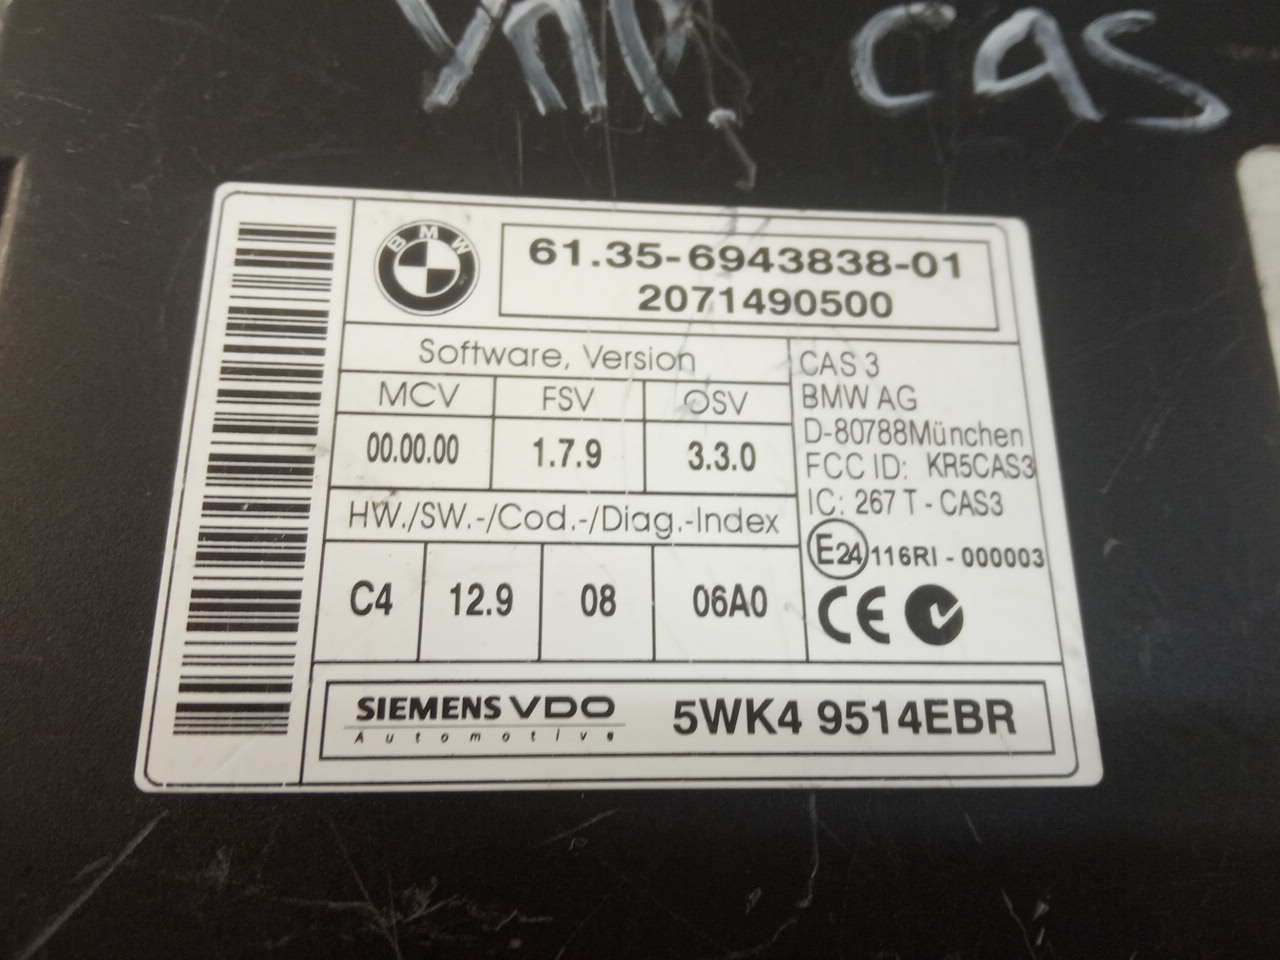 CAS
BMW
61.35-6943838-01
2071490500
Software, Version
MCV FSV OSV
00.00.00 1.7.9 3.3.0
HW./SW.-/Cod.-/Diag.-Index
C4 12.9 08 06A0
CAS 3
BMW AG
D-80788München
FCC ID: KR5CAS3
IC: 267 T - CAS3
E24 116RI - 000003
CE
SIEMENS VDO
Automotive
5WK4 9514EBR